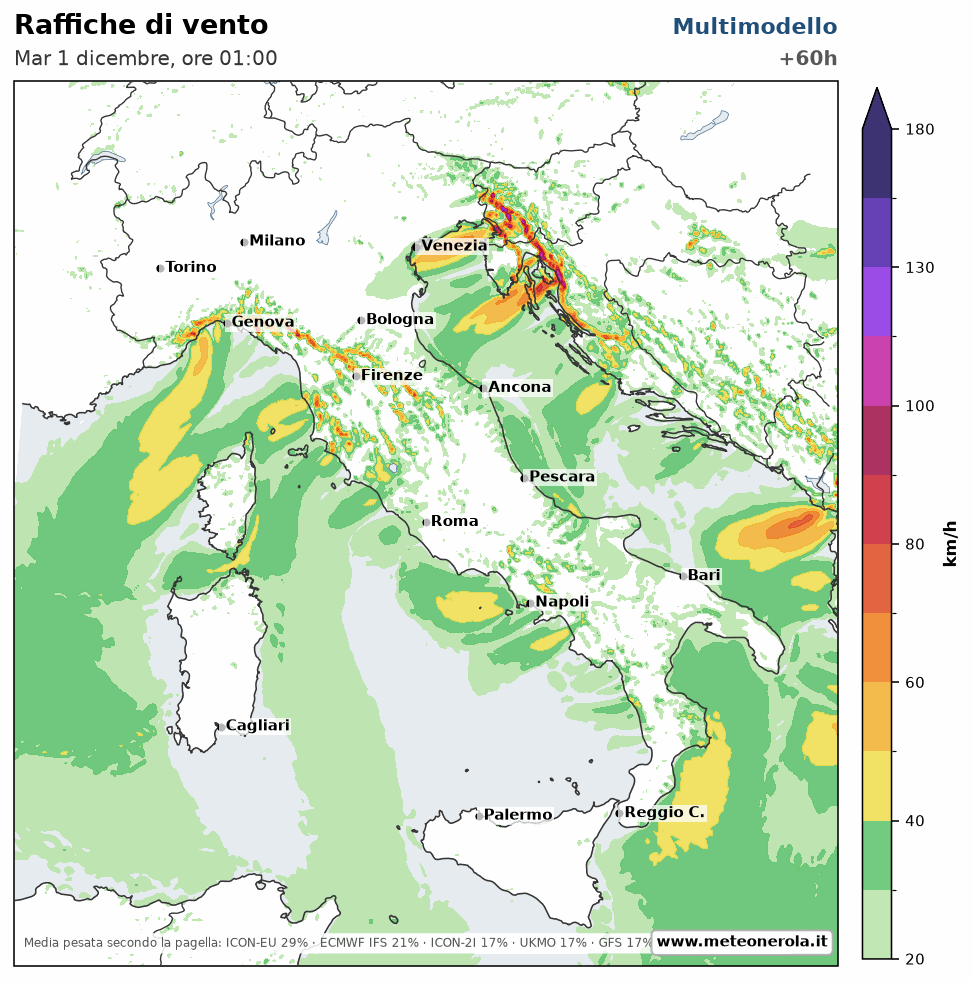 Raffiche di vento
Multimodello
Mar 1 dicembre, ore 01:00
+60h
180
130
100
80
60
40
20
km/h
Milano
Torino
Venezia
Genova
Bologna
Firenze
Ancona
Pescara
Roma
Bari
Napoli
Cagliari
Palermo
Reggio C.
Media pesata secondo la pagella: ICON-EU 29% · ECMWF IFS 21% · ICON-2I 17% · UKMO 17% · GFS 17%
www.meteonerola.it